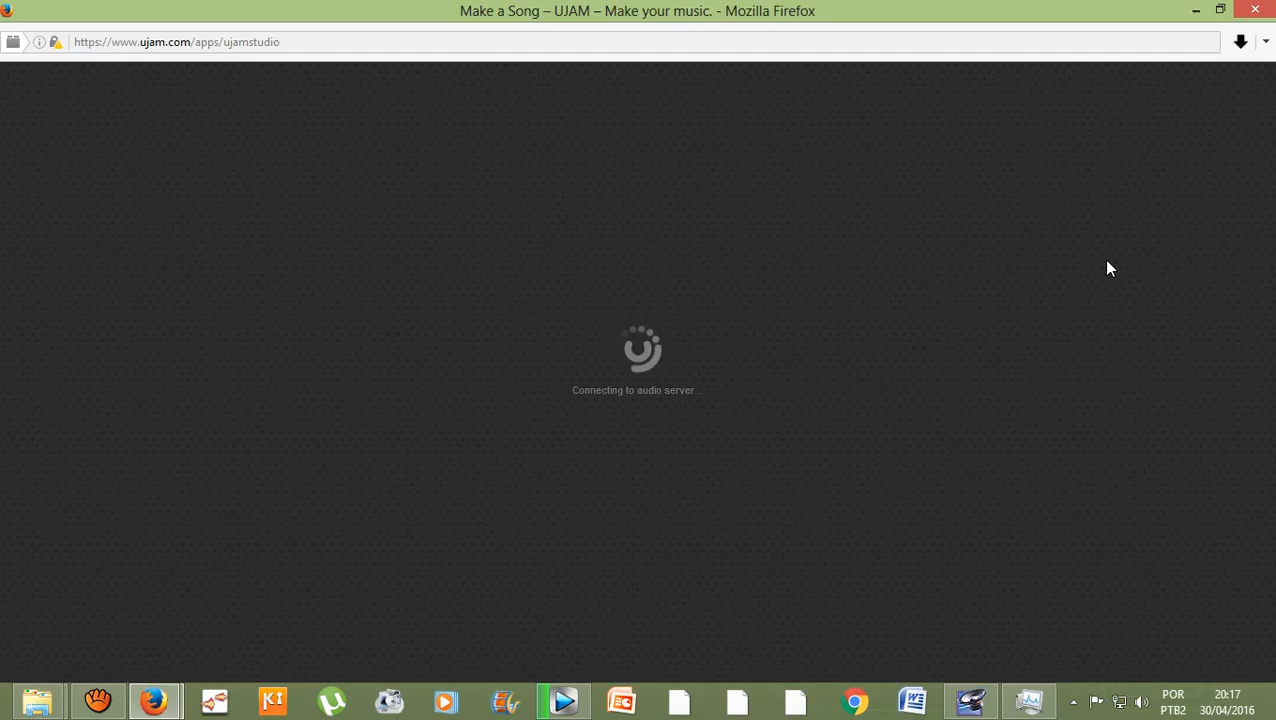 Make a Song – UJAM – Make your music. - Mozilla Firefox
https://www.ujam.com/apps/ujamstudio
Connecting to audio server...
Ki
POR
PTB2
20:17
30/04/2016